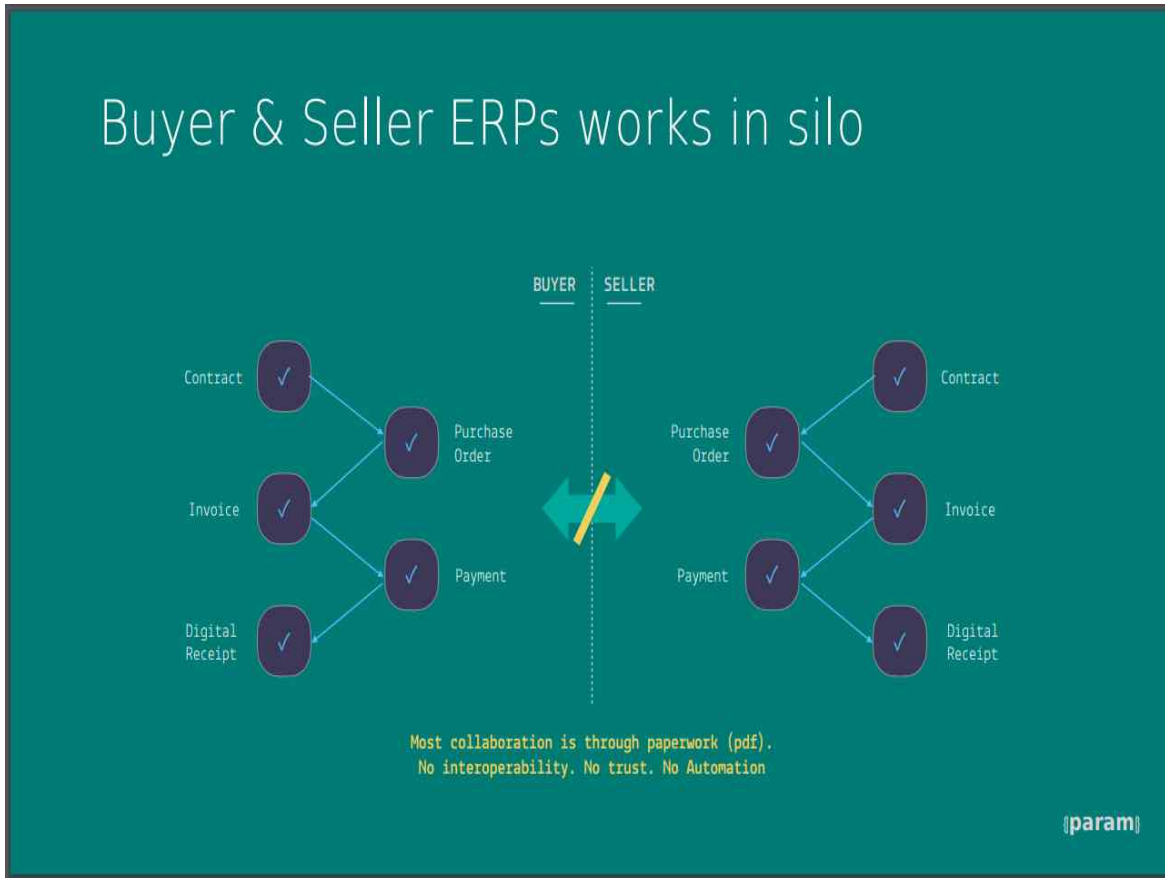 Buyer & Seller ERPs works in silo
BUYER SELLER
Contract
Purchase
Order
Invoice
Payment
Digital
Receipt
Contract
Purchase
Order
Invoice
Payment
Digital
Receipt
Most collaboration is through paperwork (pdf).
No interoperability. No trust. No Automation
{param}